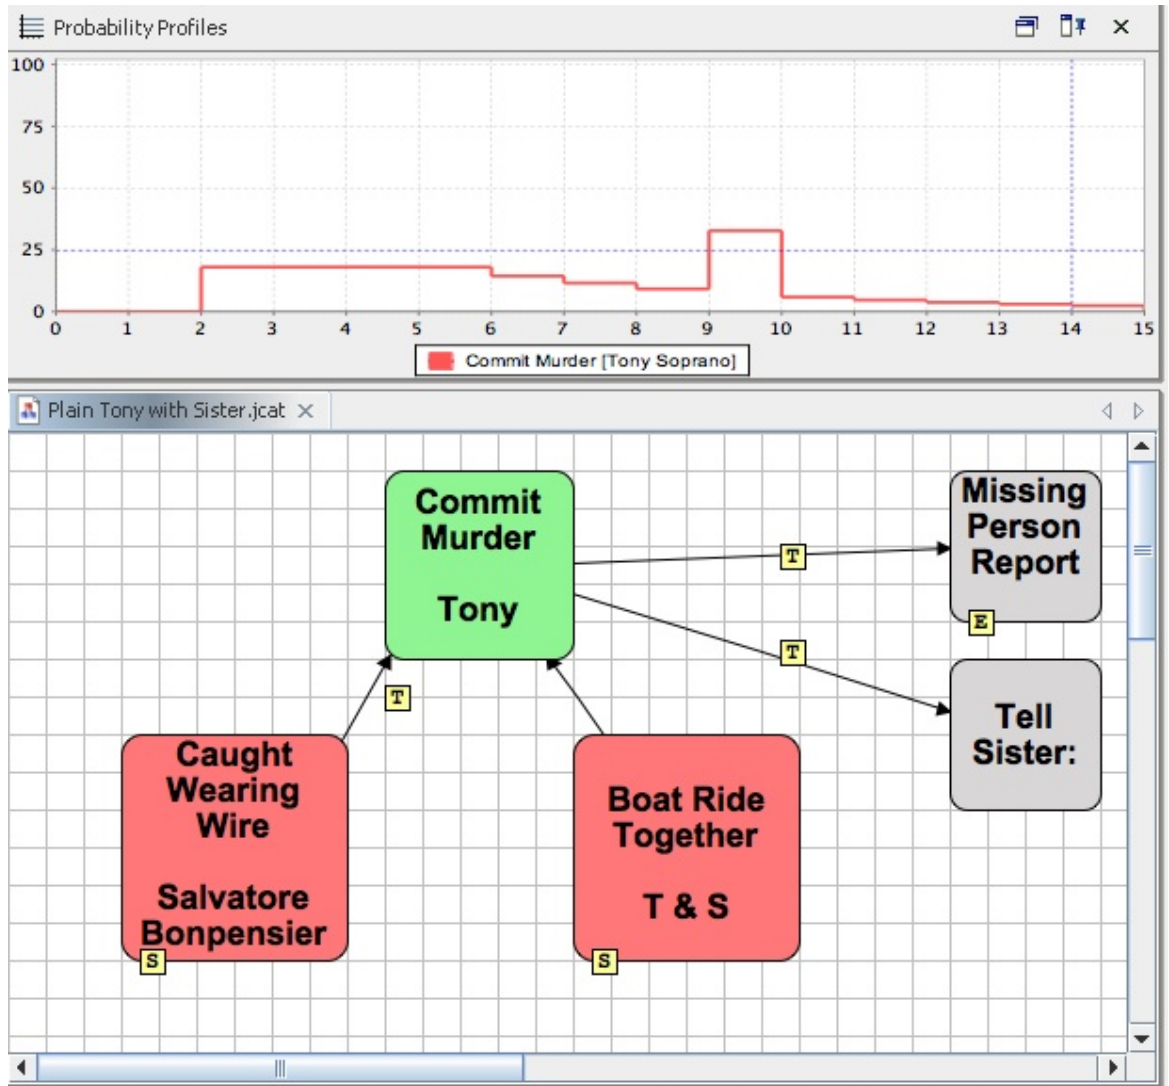 Probability Profiles
100
75
50
25
0
0 1 2 3 4 5 6 7 8 9 10 11 12 13 14 15
Commit Murder [Tony Soprano]
Plain Tony with Sister.jcat
Commit
Murder
Tony
Missing
Person
Report
E
T
T
T
Tell
Sister:
Caught
Wearing
Wire
Salvatore
Bonpensier
S
Boat Ride
Together
T & S
S